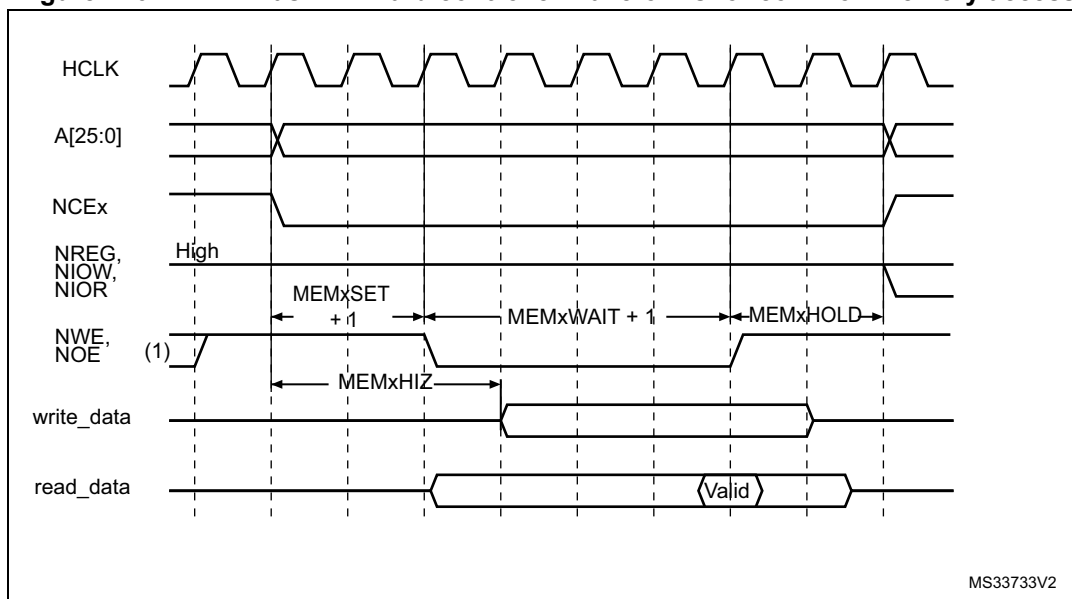 HCLK
A[25:0]
NCEx
NREG,
NIOW,
NIOR
High
MEMxSET
+ 1
MEMxWAIT + 1
MEMxHOLD
NWE,
NOE
(1)
MEMxHIZ
write_data
read_data
Valid
MS33733V2